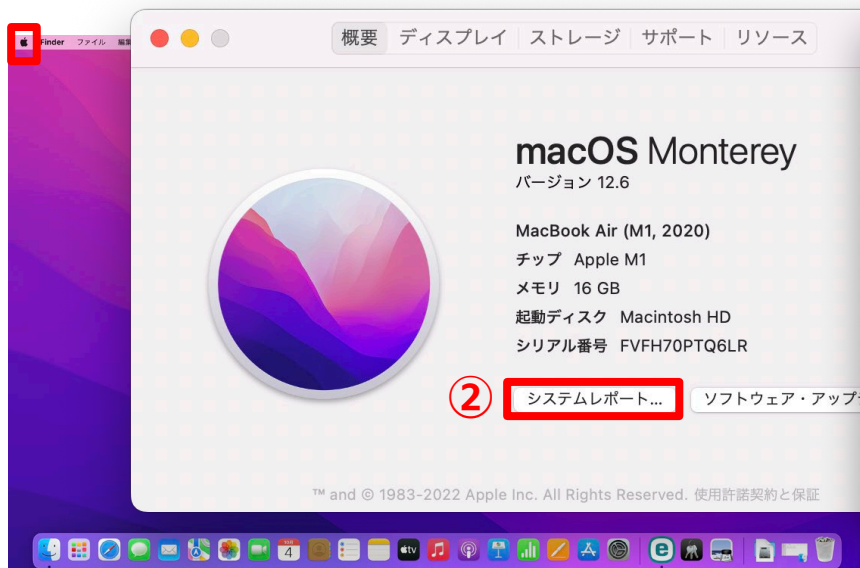 Finder ファイル 編集
概要 ディスプレイ ストレージ サポート リソース
macOS Monterey
バージョン 12.6
MacBook Air (M1, 2020)
チップ Apple M1
メモリ 16 GB
起動ディスク Macintosh HD
シリアル番号 FVFH70PTQ6LR
② システムレポート... ソフトウェア・アップ
™ and © 1983-2022 Apple Inc. All Rights Reserved. 使用許諾契約と保証
tv
4